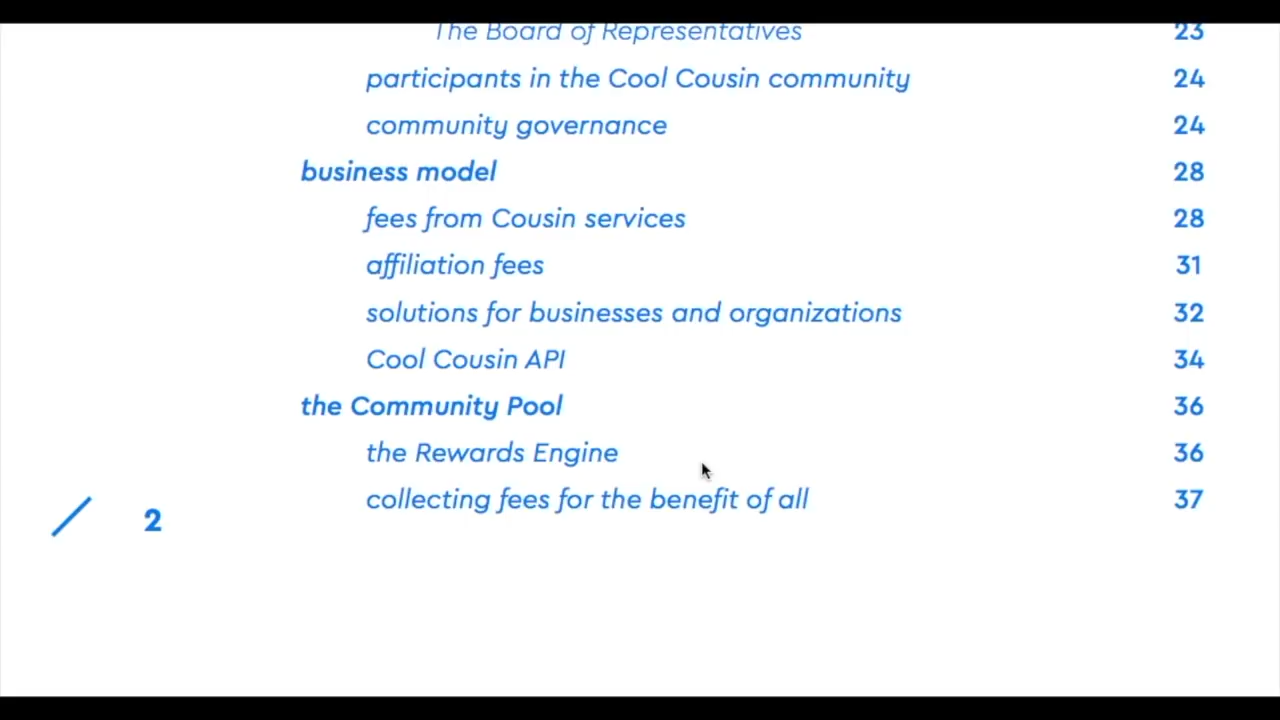 The Board of Representatives 23
participants in the Cool Cousin community 24
community governance 24
business model 28
fees from Cousin services 28
affiliation fees 31
solutions for businesses and organizations 32
Cool Cousin API 34
the Community Pool 36
the Rewards Engine 36
collecting fees for the benefit of all 37
/ 2